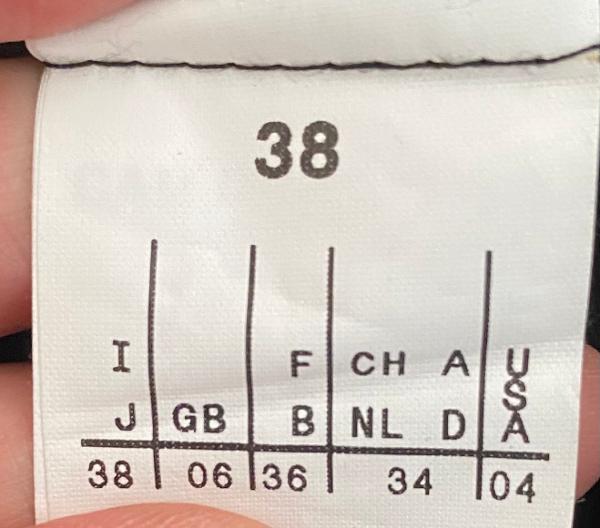 38
I F CH A U
S
J GB B NL D A
38 06 36 34 04